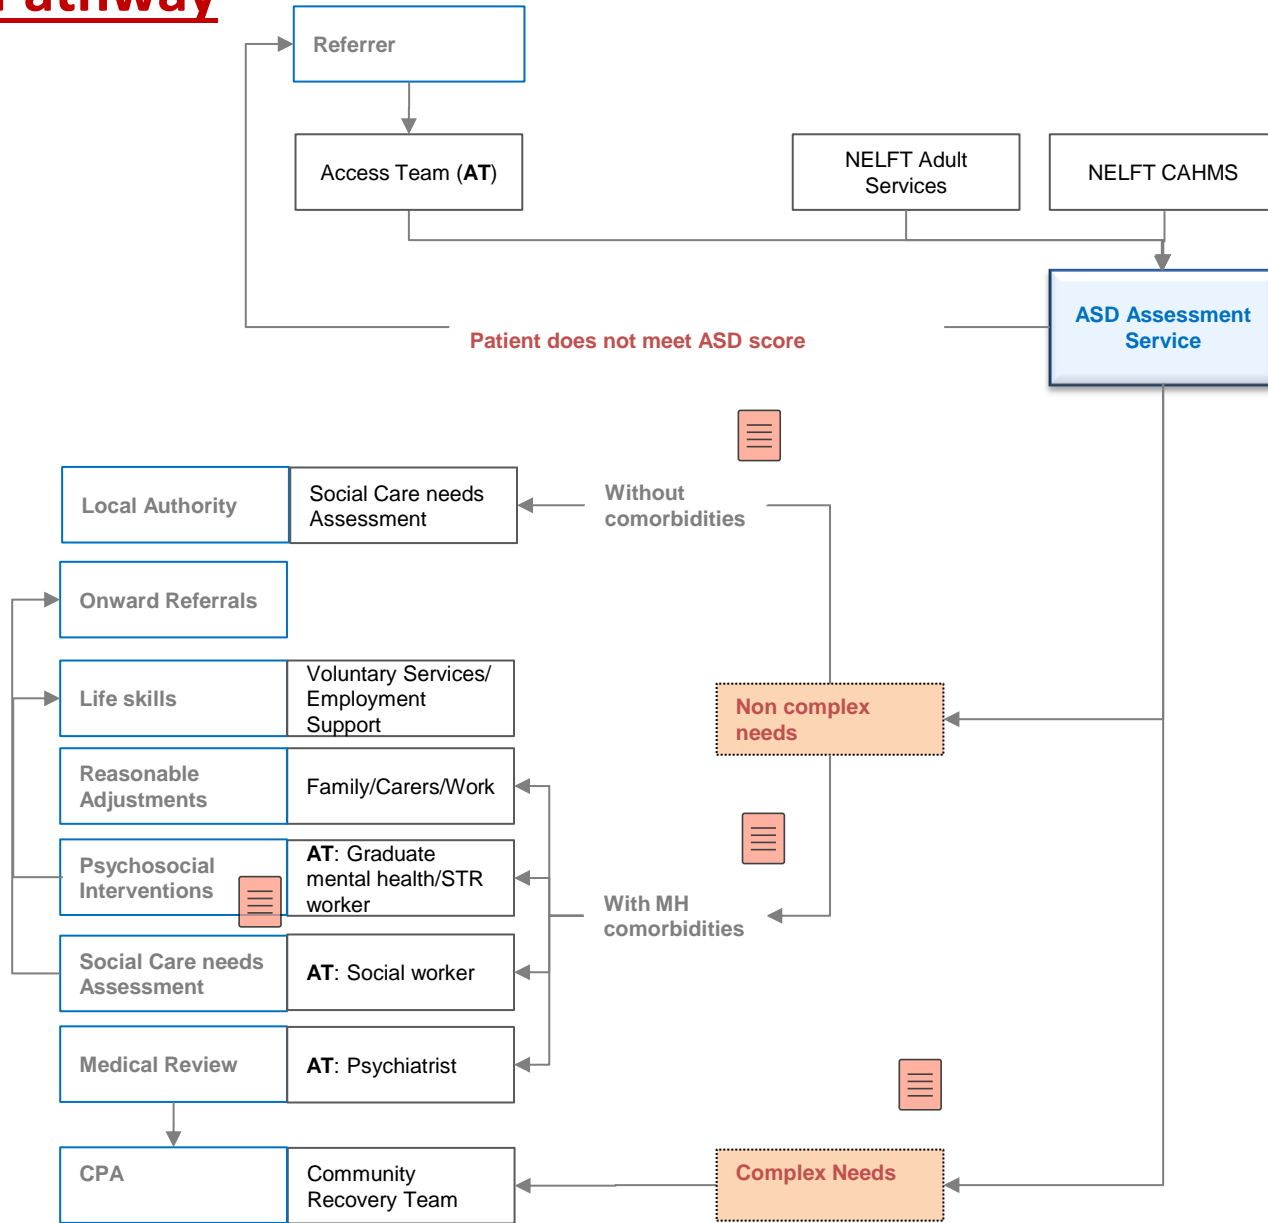 Pathway
Referrer
Access Team (AT)
NELFT Adult
Services
NELFT CAHMS
ASD Assessment
Service
Patient does not meet ASD score
Local Authority
Social Care needs
Assessment
Without
comorbidities
Onward Referrals
Life skills
Voluntary Services/
Employment
Support
Non complex
needs
Reasonable
Adjustments
Family/Carers/Work
Psychosocial
Interventions
AT: Graduate
mental health/STR
worker
With MH
comorbidities
Social Care needs
Assessment
AT: Social worker
Medical Review
AT: Psychiatrist
CPA
Community
Recovery Team
Complex Needs